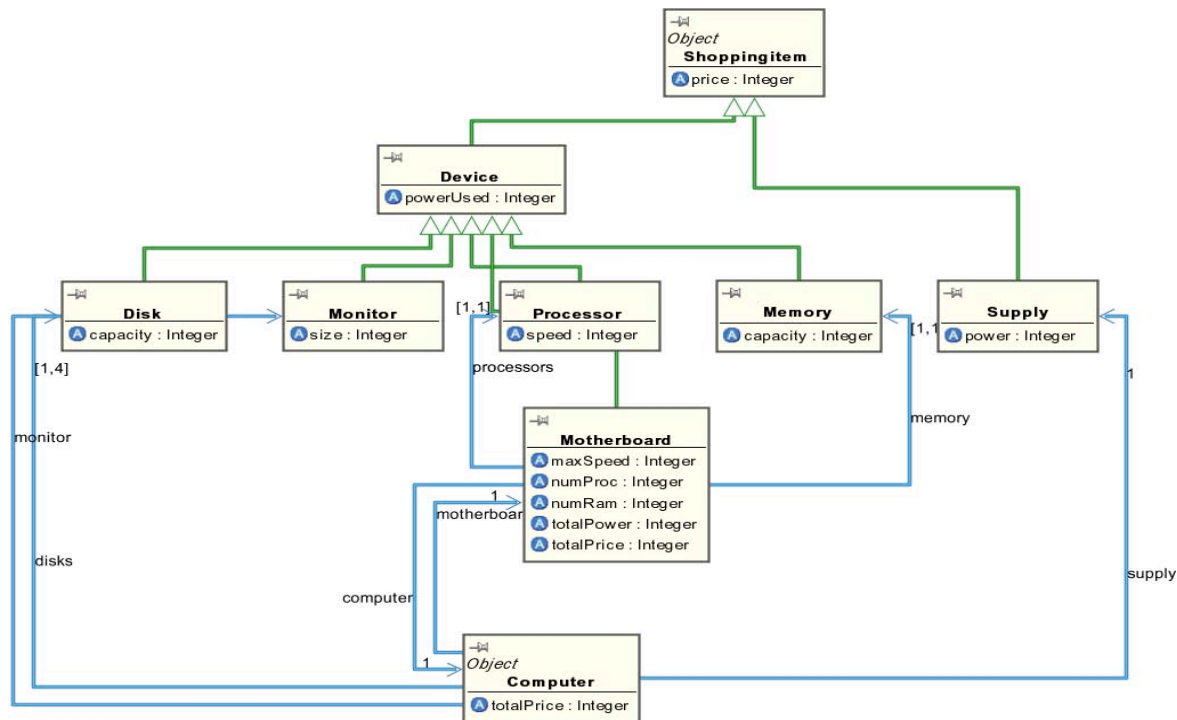 Object
Shoppingitem
A price : Integer
Device
A powerUsed : Integer
Disk
A capacity : Integer
Monitor
A size : Integer
[1,1]
Processor
A speed : Integer
Memory
A capacity : Integer
[1,1
Supply
A power : Integer
[1,4]
processors
1
monitor
memory
Motherboard
A maxSpeed : Integer
A numProc : Integer
A numRam : Integer
A totalPower : Integer
A totalPrice : Integer
1
motherboar
disks
supply
computer
1
Object
Computer
A totalPrice : Integer